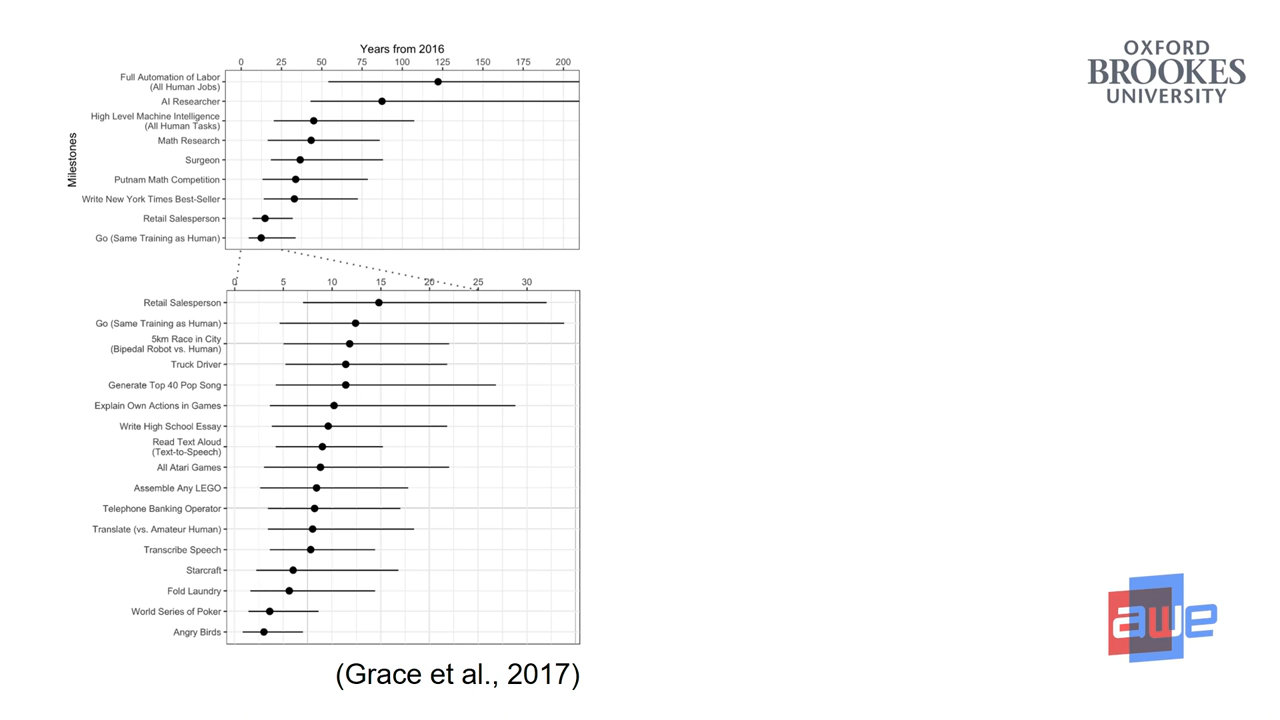 Years from 2016
0 25 50 75 100 125 150 175 200
Milestones
Full Automation of Labor
(All Human Jobs)
AI Researcher
High Level Machine Intelligence
(All Human Tasks)
Math Research
Surgeon
Putnam Math Competition
Write New York Times Best-Seller
Retail Salesperson
Go (Same Training as Human)
0 5 10 15 20 25 30
Retail Salesperson
Go (Same Training as Human)
5km Race in City
(Bipedal Robot vs. Human)
Truck Driver
Generate Top 40 Pop Song
Explain Own Actions in Games
Write High School Essay
Read Text Aloud
(Text-to-Speech)
All Atari Games
Assemble Any LEGO
Telephone Banking Operator
Translate (vs. Amateur Human)
Transcribe Speech
Starcraft
Fold Laundry
World Series of Poker
Angry Birds
(Grace et al., 2017)
OXFORD
BROOKES
UNIVERSITY
awe